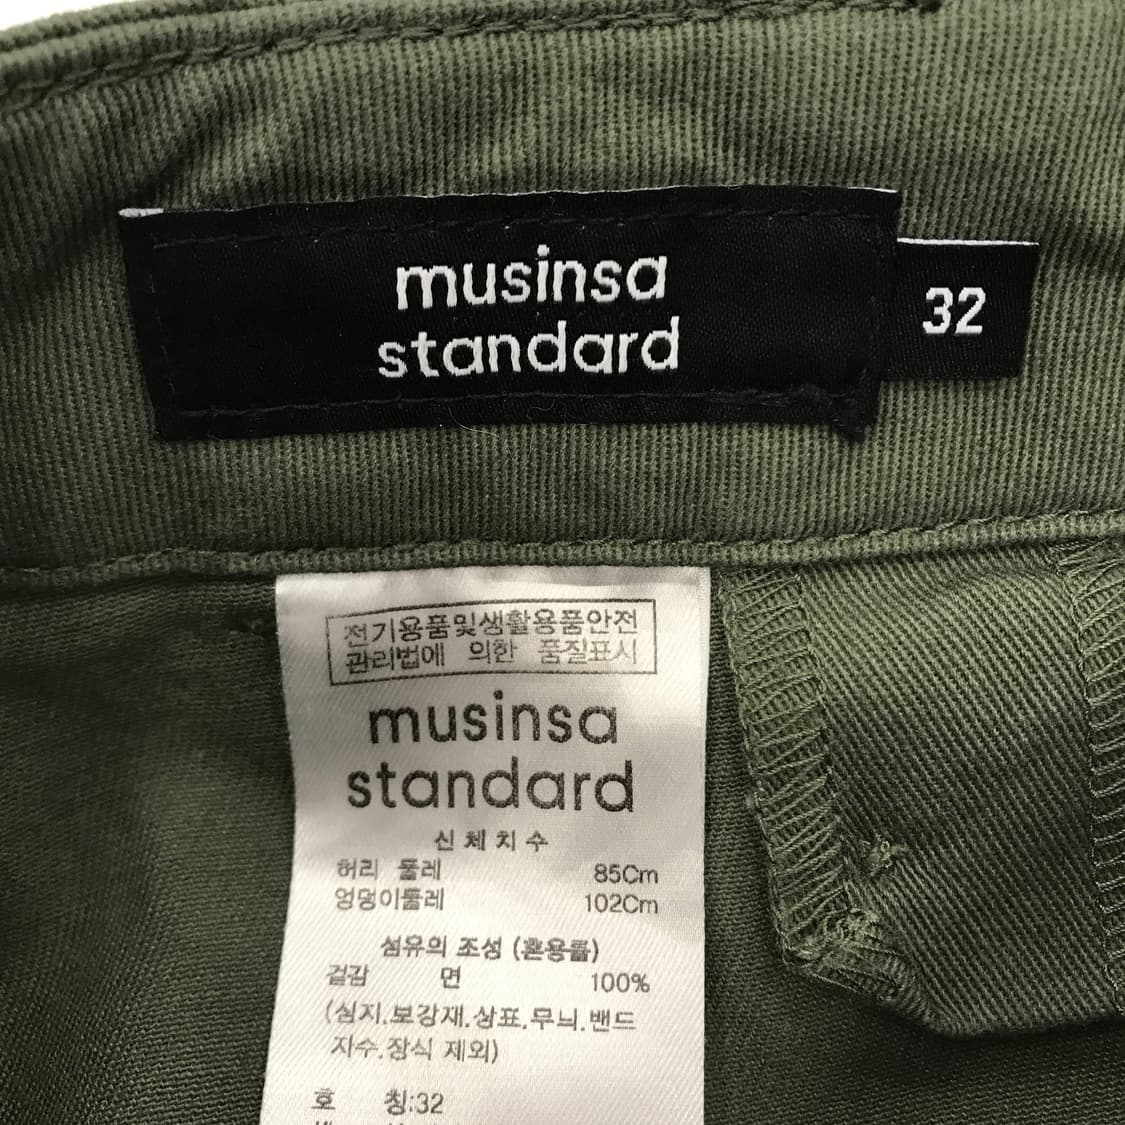 musinsa
standard
32
전기용품및생활용품안전
관리법에 의한 품질표시
musinsa
standard
신체치수
허리 둘레 85Cm
엉덩이둘레 102Cm
섬유의 조성 (혼용률)
겉감 면 100%
(심지.보강재.상표.무늬.밴드
자수.장식 제외)
호 칭:32